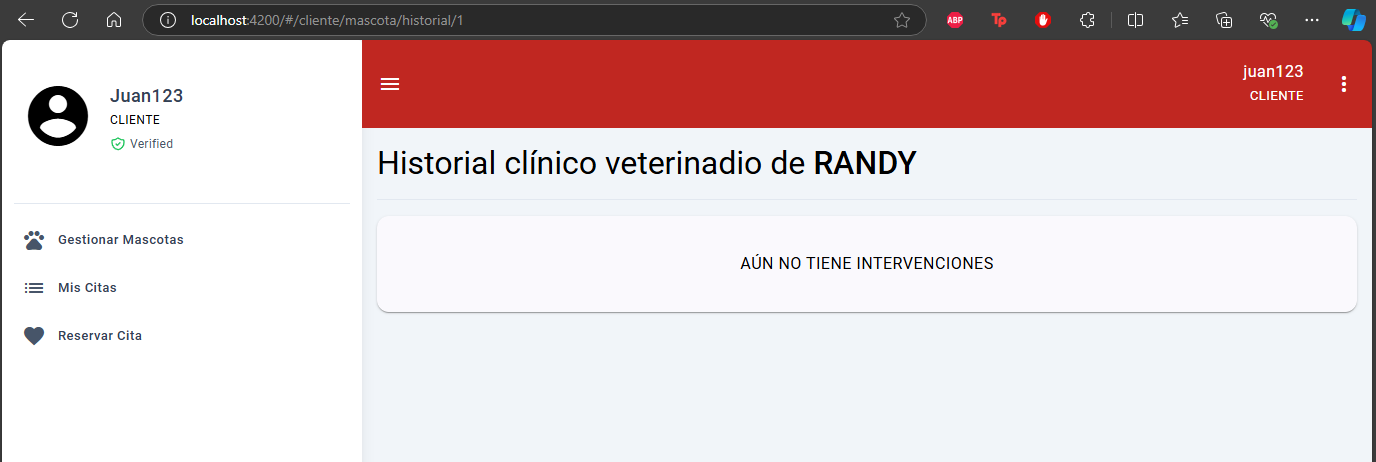 localhost:4200/#/cliente/mascota/historial/1
ABP
Tp
Juan123
CLIENTE
Verified
juan123
CLIENTE
Historial clínico veterinadio de RANDY
Gestionar Mascotas
Mis Citas
Reservar Cita
AÚN NO TIENE INTERVENCIONES